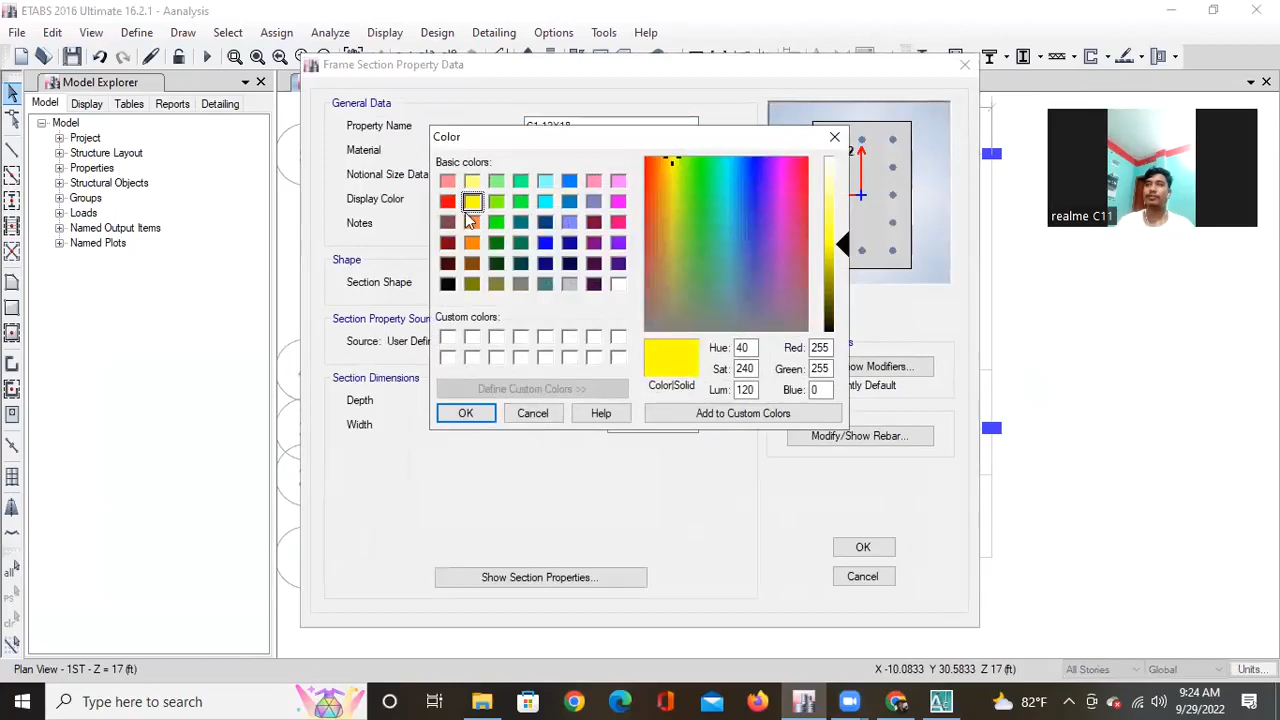 ETABS 2016 Ultimate 16.2.1 - Aanalysis
File Edit View Define Draw Select Assign Analyze Display Design Detailing Options Tools Help
Model Explorer
Model Display Tables Reports Detailing
Model
Project
Structure Layout
Properties
Structural Objects
Groups
Loads
Named Output Items
Named Plots
Frame Section Property Data
General Data
Property Name
Material
Notional Size Data
Display Color
Notes
Shape
Section Shape
Section Property Sour
Source: User Defin
Section Dimensions
Depth
Width
Show Section Properties...
Color
Basic colors:
Custom colors:
Define Custom Colors >>
OK Cancel Help
Color|Solid
Hue: 40
Sat: 240
Lum: 120
Red: 255
Green: 255
Blue: 0
Add to Custom Colors
2
ow Modifiers...
ntly Default
Modify/Show Rebar...
OK
Cancel
realme C11
all
ps
clr
Plan View - 1ST - Z = 17 (ft)
X -10.0833 Y 30.5833 Z 17 (ft)
All Stories Global Units...
Type here to search
82°F
9:24 AM
9/29/2022